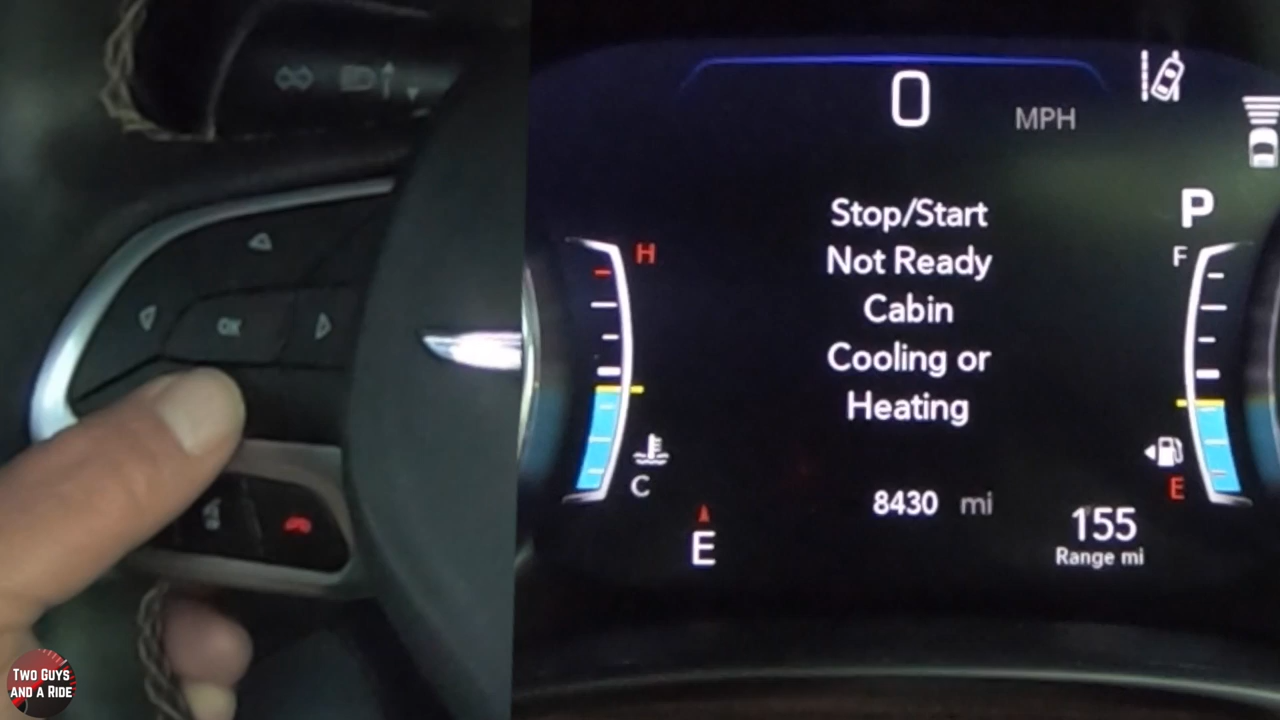 OK
TWO GUYS
AND A RIDE
0
MPH
P
Stop/Start
Not Ready
Cabin
Cooling or
Heating
H
C
F
E
8430 mi
E
155
Range mi